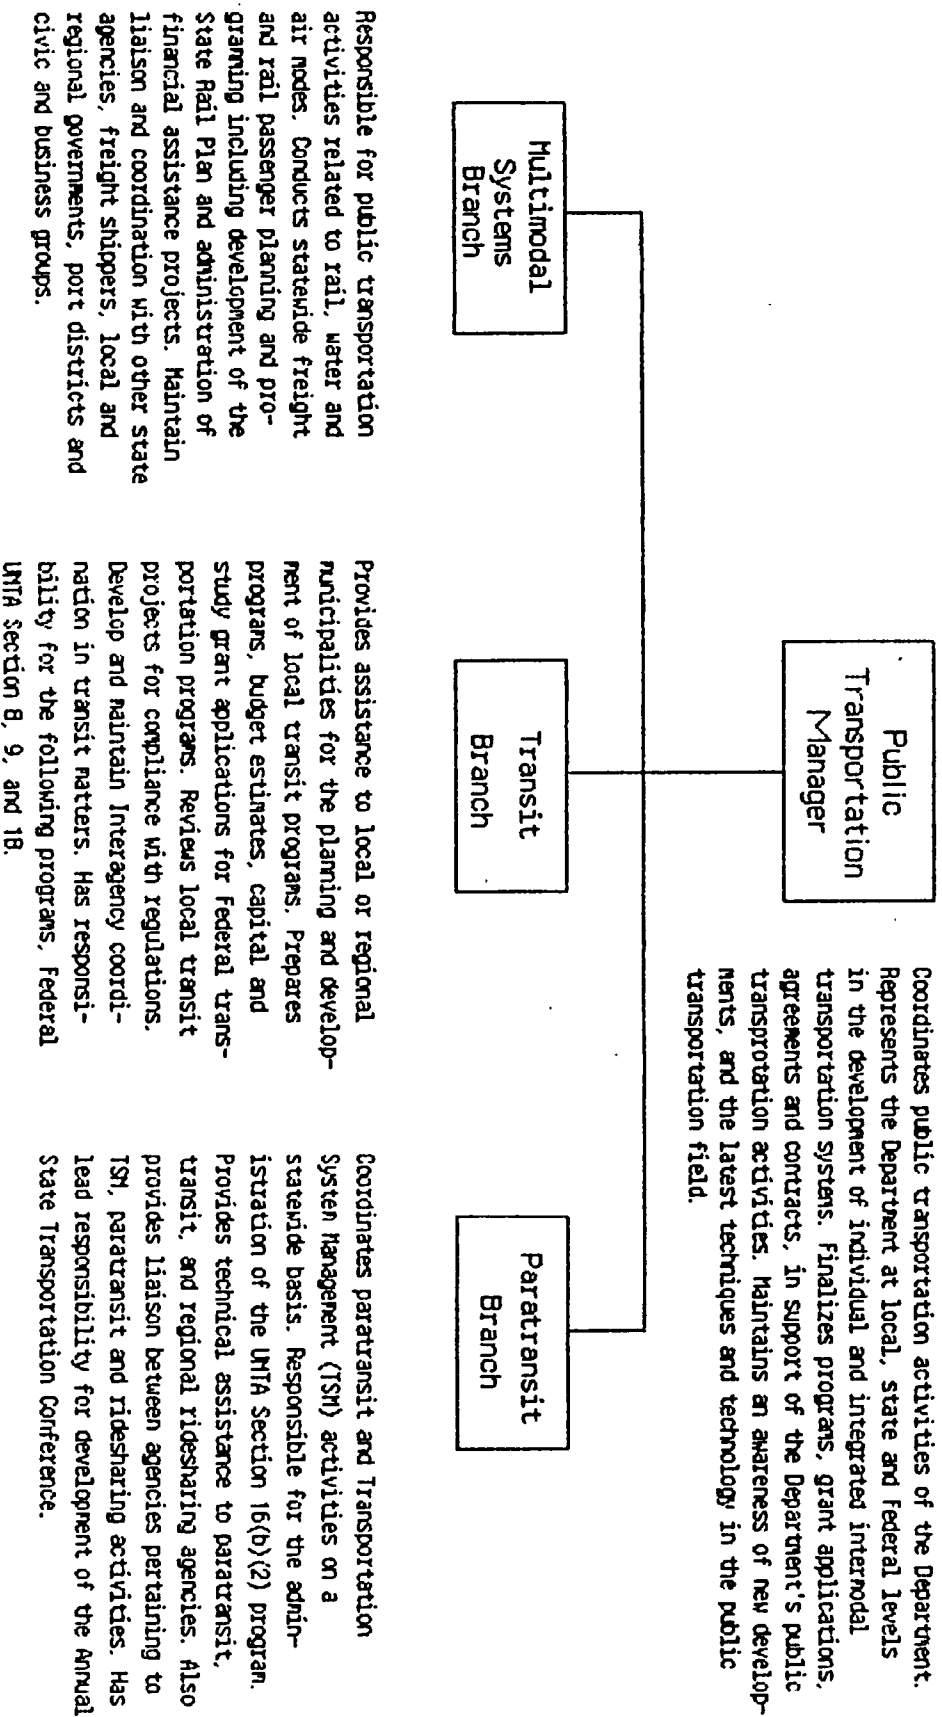 Public
Transportation
Manager
Coordinates public transportation activities of the Department.
Represents the Department at local, state and Federal levels
in the development of individual and integrated intermodal
transportation systems. Finalizes programs, grant applications,
agreements and contracts, in support of the Department's public
transprotation activities. Maintains an awareness of new develop-
ments, and the latest techniques and technology in the public
transportation field.
Multimodal
Systems
Branch
Transit
Branch
Paratransit
Branch
Responsible for public transportation
activities related to rail, water and
air modes. Conducts statewide freight
and rail passenger planning and pro-
graming including development of the
State Rail Plan and administration of
financial assistance projects. Maintain
liaison and coordination with other state
agencies, freight shippers, local and
regional governments, port districts and
civic and business groups.
Provides assistance to local or regional
municipalities for the planning and develop-
ment of local transit programs. Prepares
programs, budget estimates, capital and
study grant applications for Federal trans-
portation programs. Reviews local transit
projects for compliance with regulations.
Develop and maintain Interagency coordi-
nation in transit matters. Has responsi-
bility for the following programs, Federal
UMTA Section 8, 9, and 18.
Coordinates paratransit and Transportation
System Management (TSM) activities on a
statewide basis. Responsible for the admin-
istration of the UMTA Section 16(b)(2) program.
Provides technical assistance to paratransit,
transit, and regional ridesharing agencies. Also
provides liaison between agencies pertaining to
TSM, paratransit and ridesharing activities. Has
lead responsibility for development of the Annual
State Transportation Conference.